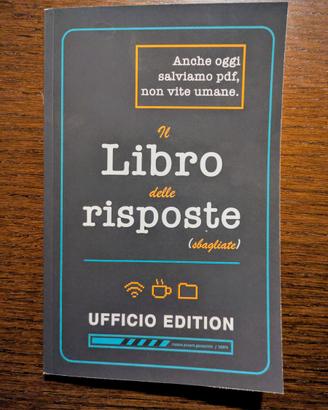 Anche oggi
salviamo pdf,
non vite umane.
Il
Libro
delle
risposte
(sbagliate)
UFFICIO EDITION